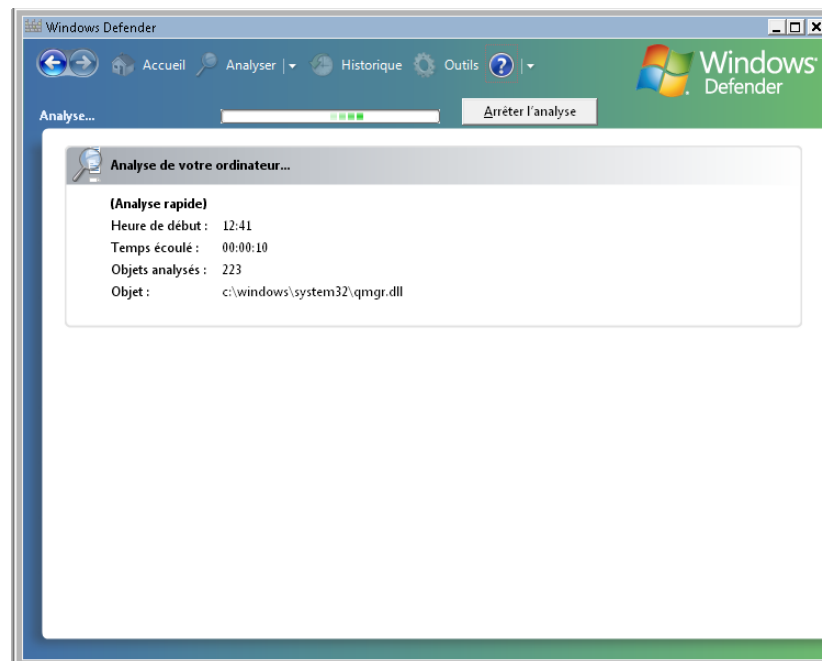 Windows Defender
Accueil Analyser Historique Outils ?
Windows
Defender
Analyse... Arrêter l'analyse
Analyse de votre ordinateur...
(Analyse rapide)
Heure de début : 12:41
Temps écoulé : 00:00:10
Objets analysés : 223
Objet : c:\windows\system32\qmgr.dll